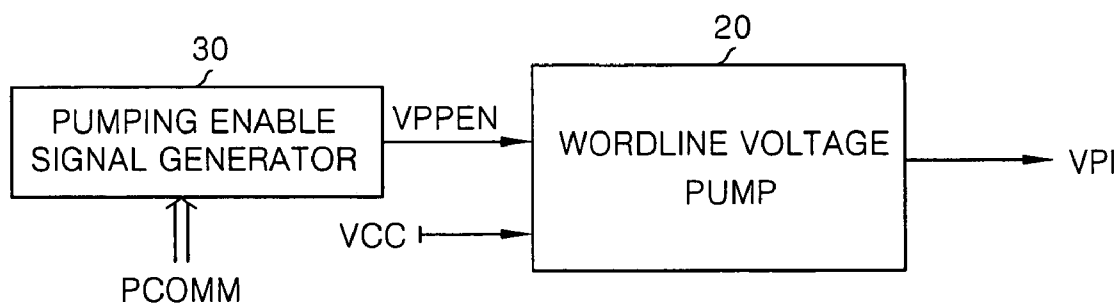 30
20
PUMPING ENABLE
SIGNAL GENERATOR
VPPEN
WORDLINE VOLTAGE
PUMP
VCC
PCOMM